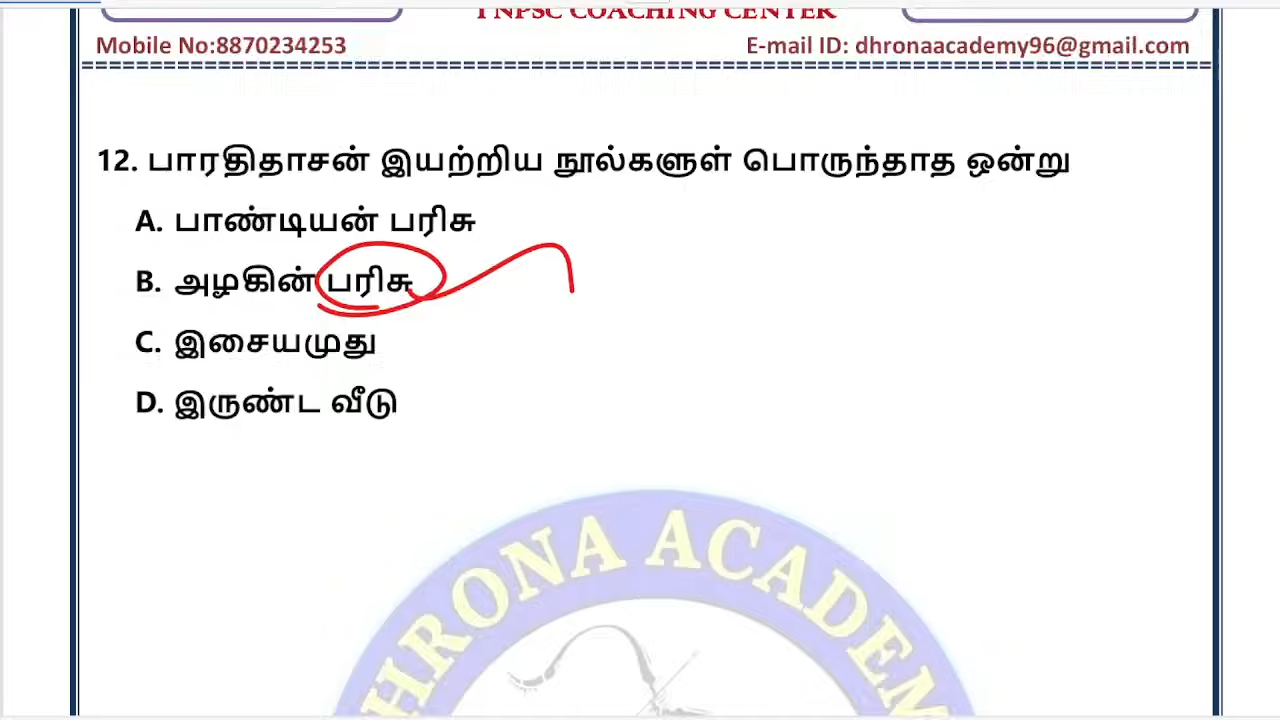 TNPSC COACHING CENTER
Mobile No:8870234253 E-mail ID: dhronaacademy96@gmail.com
12. பாரதிதாசன் இயற்றிய நூல்களுள் பொருந்தாத ஒன்று
A. பாண்டியன் பரிசு
B. அழகின் பரிசு
C. இசையமுது
D. இருண்ட வீடு
HRONA ACADEM